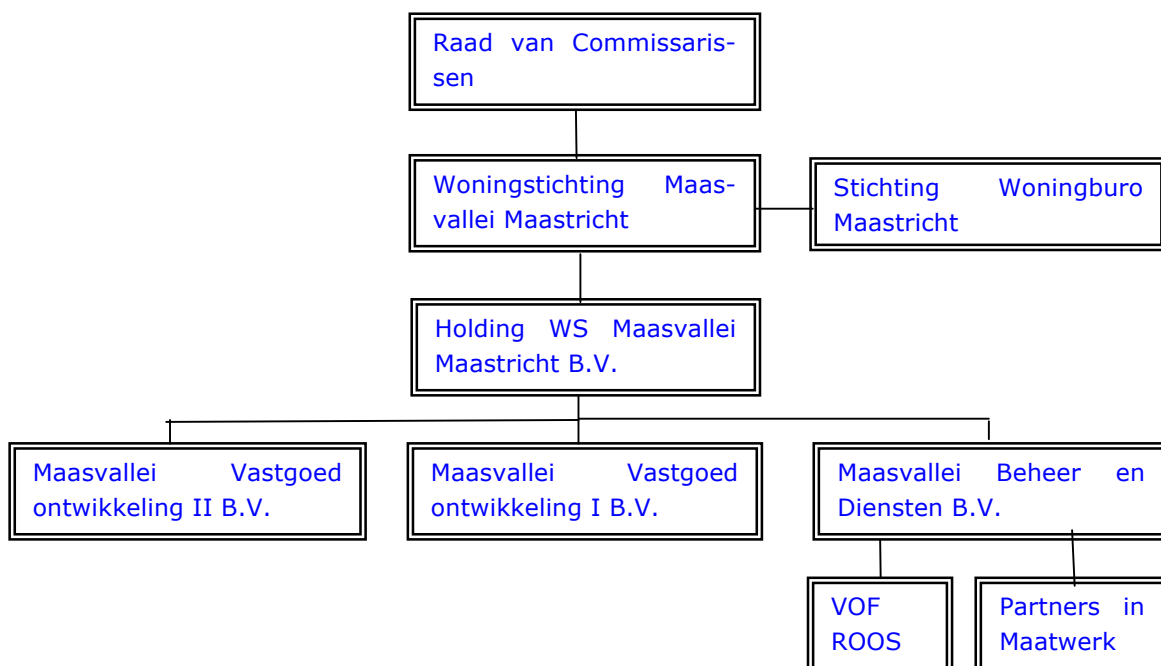 Raad van Commissaris-
sen
Woningstichting Maas-
vallei Maastricht
Stichting Woningburo
Maastricht
Holding WS Maasvallei
Maastricht B.V.
Maasvallei Vastgoed
ontwikkeling II B.V.
Maasvallei Vastgoed
ontwikkeling I B.V.
Maasvallei Beheer en
Diensten B.V.
VOF
ROOS
Partners in
Maatwerk